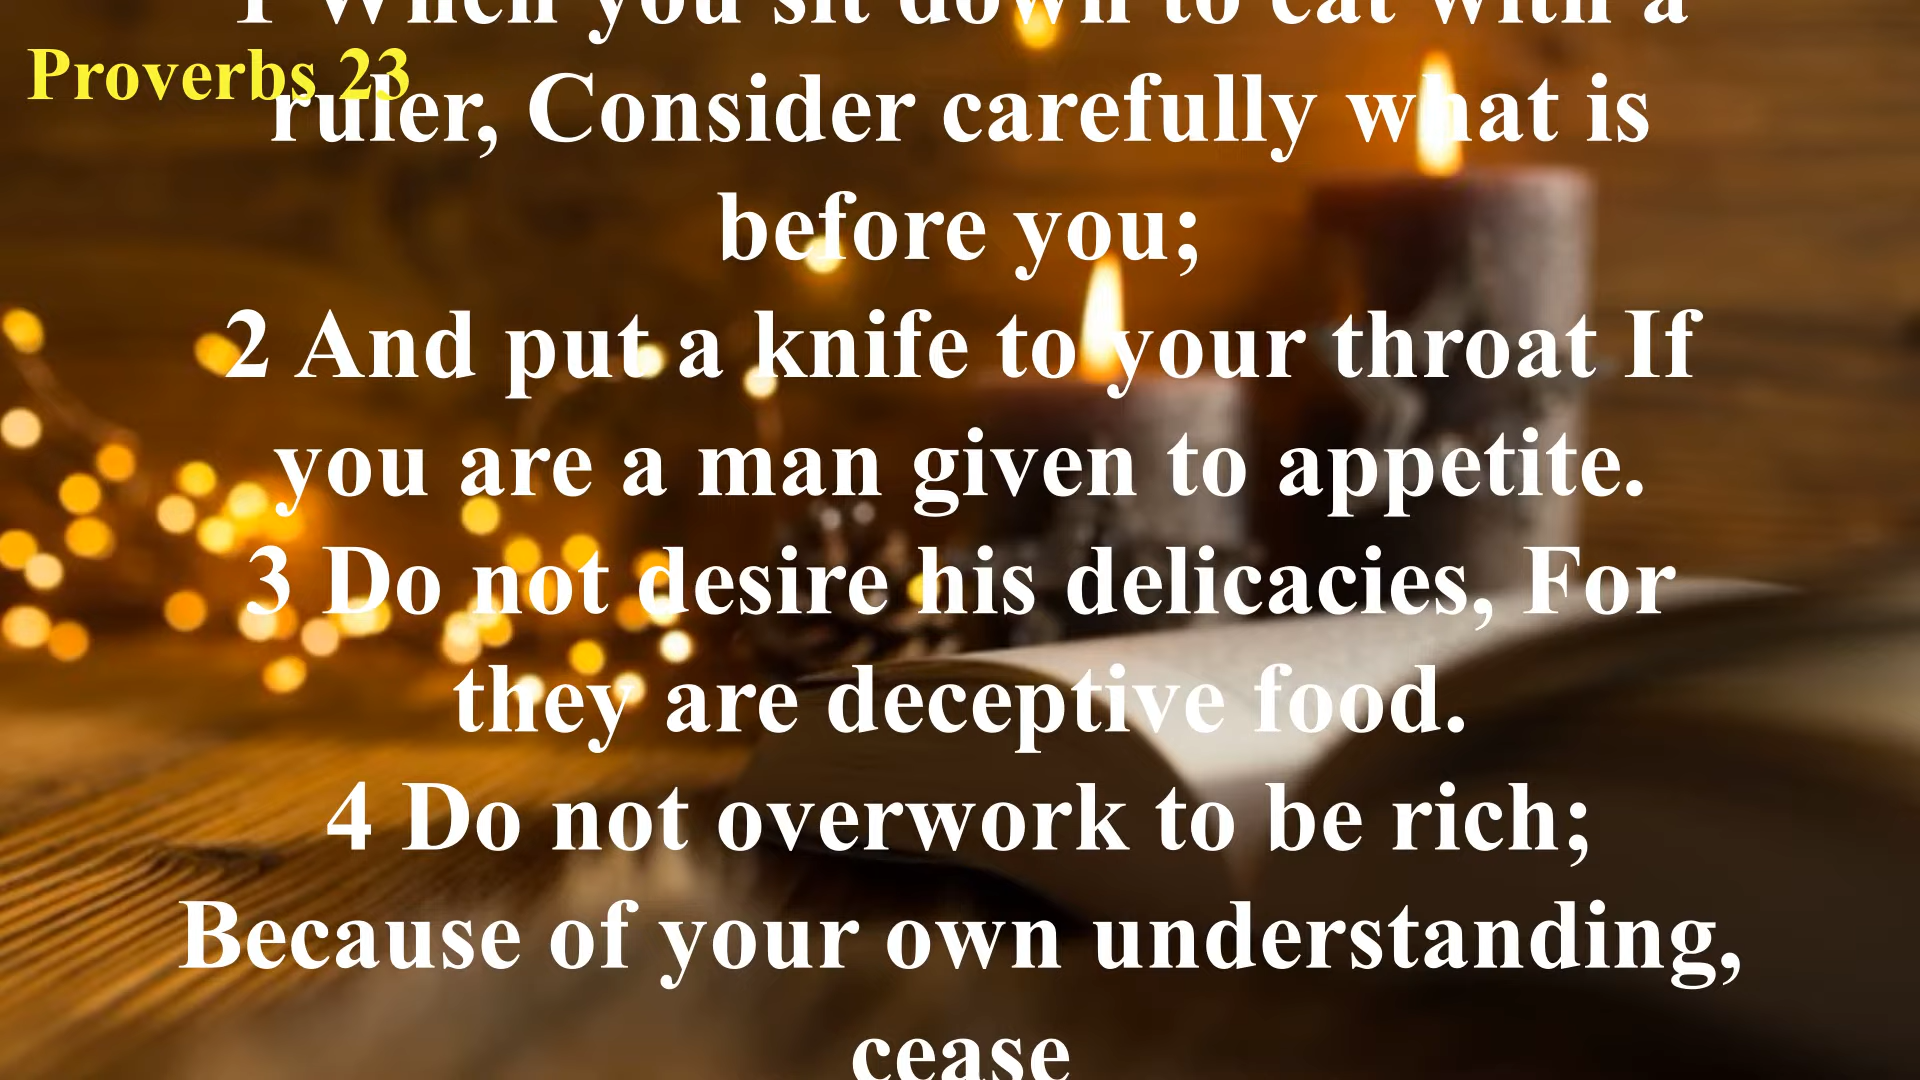 1 When you sit down to eat with a
Proverbs 23
ruler, Consider carefully what is
before you;
2 And put a knife to your throat If
you are a man given to appetite.
3 Do not desire his delicacies, For
they are deceptive food.
4 Do not overwork to be rich;
Because of your own understanding,
cease